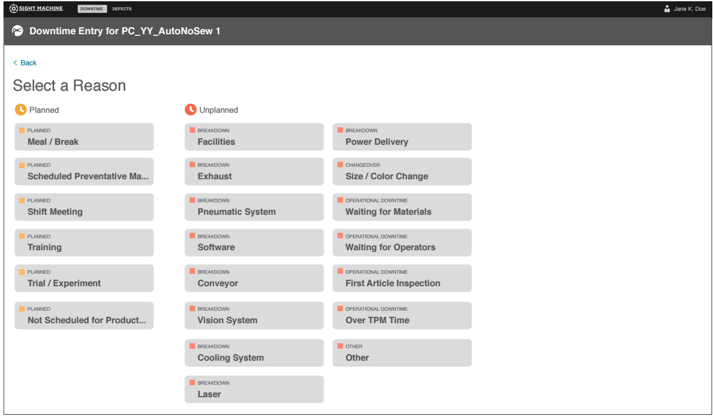 SIGHT MACHINE DOWNTIME DEFECTS Jane K. Doe
Downtime Entry for PC_YY_AutoNoSew 1
< Back
Select a Reason
Planned
PLANNED
Meal / Break
PLANNED
Scheduled Preventative Ma...
PLANNED
Shift Meeting
PLANNED
Training
PLANNED
Trial / Experiment
PLANNED
Not Scheduled for Product...
Unplanned
BREAKDOWN
Facilities
BREAKDOWN
Exhaust
BREAKDOWN
Pneumatic System
BREAKDOWN
Software
BREAKDOWN
Conveyor
BREAKDOWN
Vision System
BREAKDOWN
Cooling System
BREAKDOWN
Laser
BREAKDOWN
Power Delivery
CHANGEOVER
Size / Color Change
OPERATIONAL DOWNTIME
Waiting for Materials
OPERATIONAL DOWNTIME
Waiting for Operators
OPERATIONAL DOWNTIME
First Article Inspection
OPERATIONAL DOWNTIME
Over TPM Time
OTHER
Other